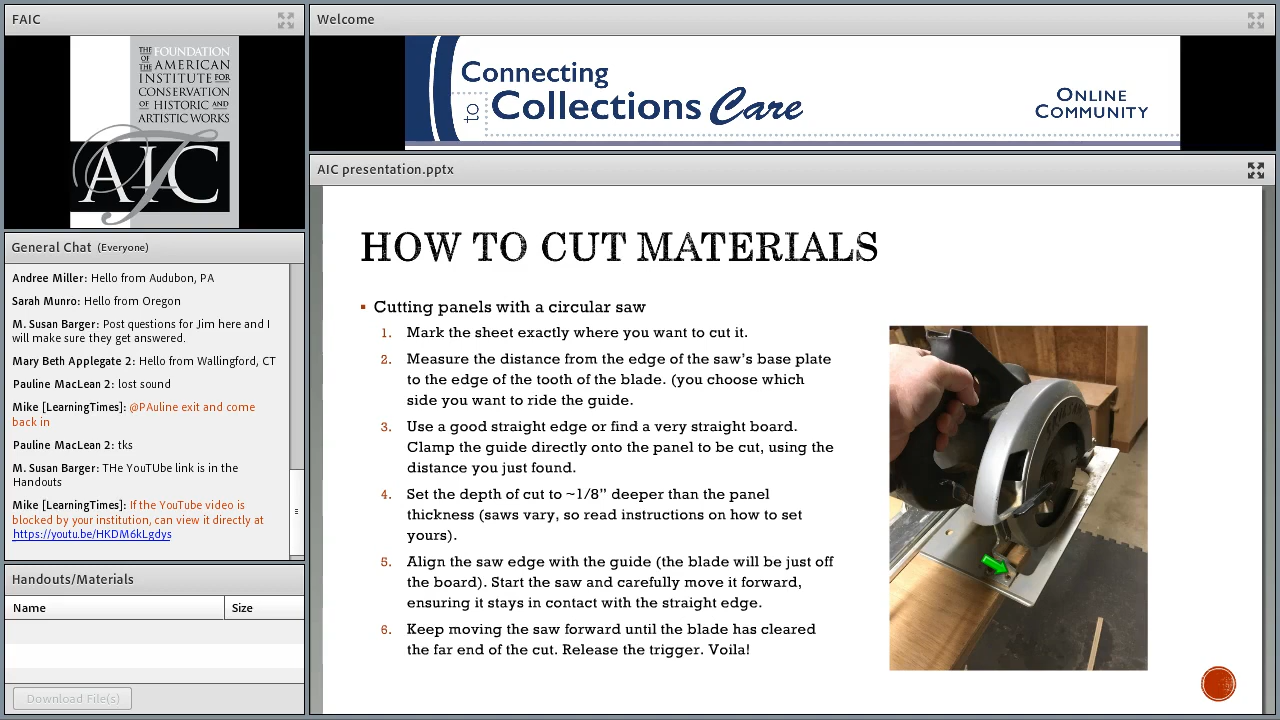 FAIC
THE FOUNDATION
OF THE AMERICAN
INSTITUTE FOR
CONSERVATION
OF HISTORIC AND
ARTISTIC WORKS
AIC
Welcome
Connecting
to Collections Care
ONLINE
COMMUNITY
General Chat (Everyone)
Andree Miller: Hello from Audubon, PA
Sarah Munro: Hello from Oregon
M. Susan Barger: Post questions for Jim here and I
will make sure they get answered.
Mary Beth Applegate 2: Hello from Wallingford, CT
Pauline MacLean 2: lost sound
Mike [LearningTimes]: @PAuline exit and come
back in
Pauline MacLean 2: tks
M. Susan Barger: THe YouTUbe link is in the
Handouts
Mike [LearningTimes]: If the YouTube video is
blocked by your institution, can view it directly at
https://youtu.be/HKDM6kLgdys
Handouts/Materials
Name Size
Download File(s)
AIC presentation.pptx
HOW TO CUT MATERIALS
▪ Cutting panels with a circular saw
1. Mark the sheet exactly where you want to cut it.
2. Measure the distance from the edge of the saw's base plate
to the edge of the tooth of the blade. (you choose which
side you want to ride the guide.
3. Use a good straight edge or find a very straight board.
Clamp the guide directly onto the panel to be cut, using the
distance you just found.
4. Set the depth of cut to ~1/8" deeper than the panel
thickness (saws vary, so read instructions on how to set
yours).
5. Align the saw edge with the guide (the blade will be just off
the board). Start the saw and carefully move it forward,
ensuring it stays in contact with the straight edge.
6. Keep moving the saw forward until the blade has cleared
the far end of the cut. Release the trigger. Voila!